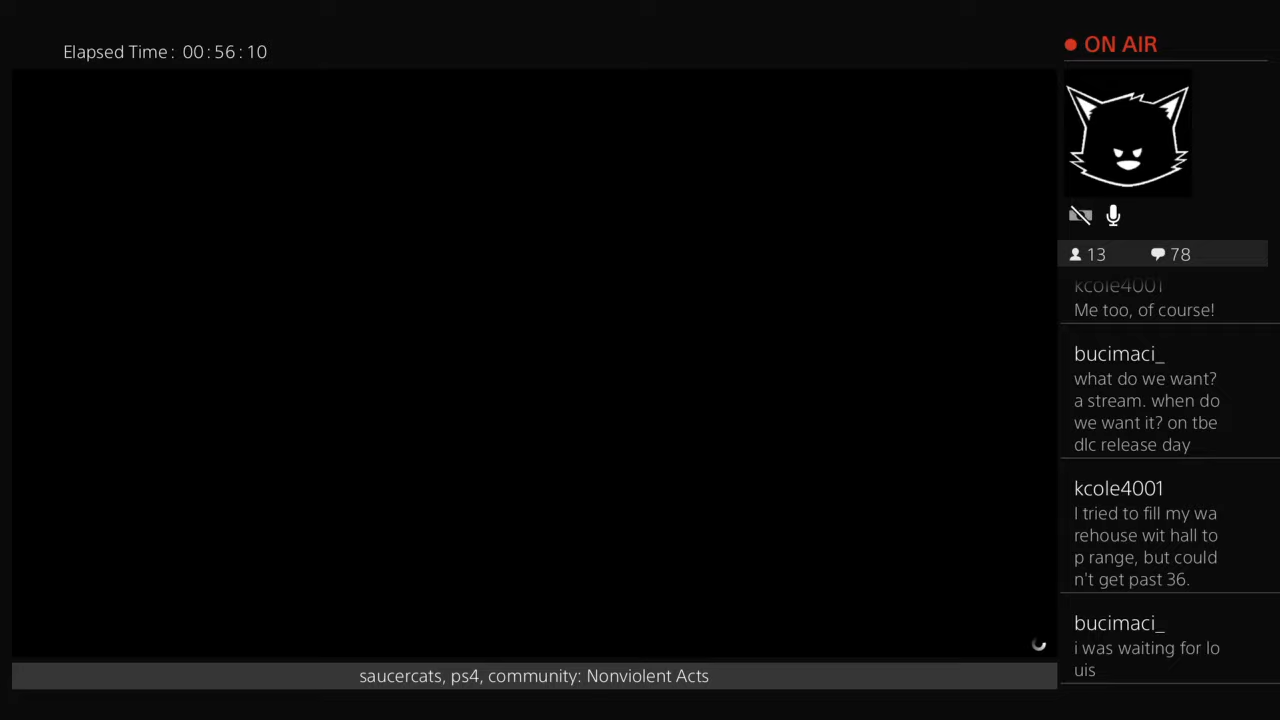 Elapsed Time: 00:56:10
ON AIR
13 78
kcole4001
Me too, of course!
bucimaci_
what do we want?
a stream. when do
we want it? on tbe
dlc release day
kcole4001
I tried to fill my wa
rehouse wit hall to
p range, but could
n't get past 36.
bucimaci_
i was waiting for lo
uis
saucercats, ps4, community: Nonviolent Acts